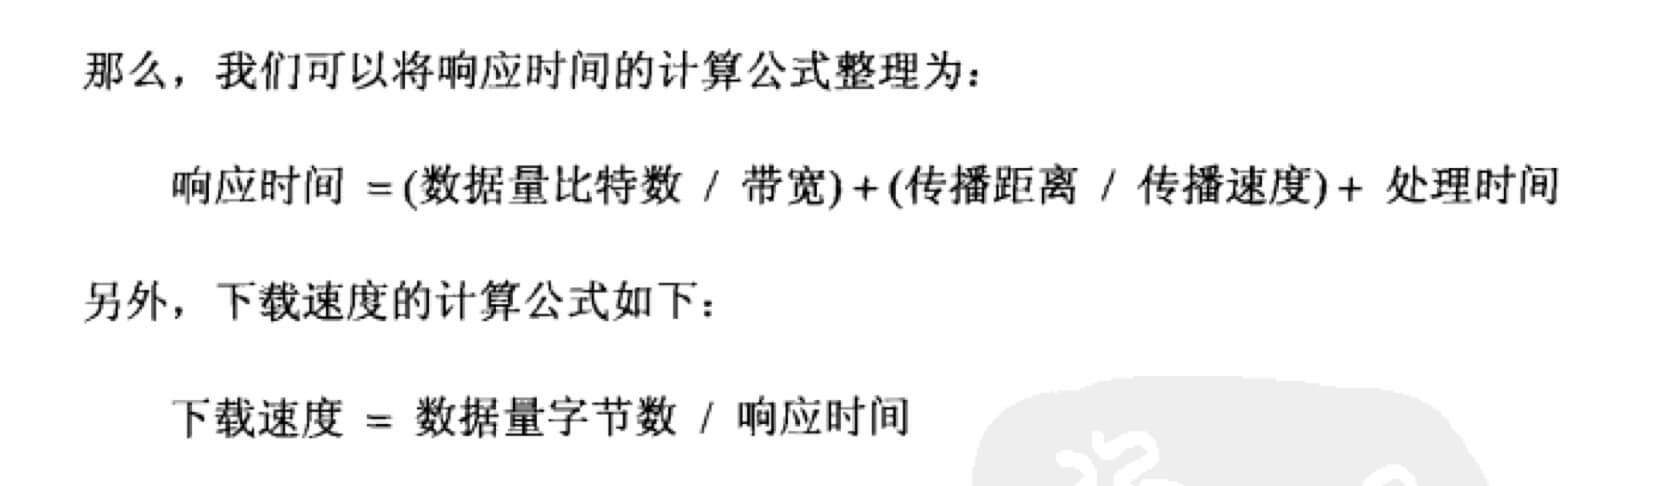 那么，我们可以将响应时间的计算公式整理为：
响应时间 =(数据量比特数 / 带宽)+(传播距离 / 传播速度)+ 处理时间
另外，下载速度的计算公式如下：
下载速度 = 数据量字节数 / 响应时间